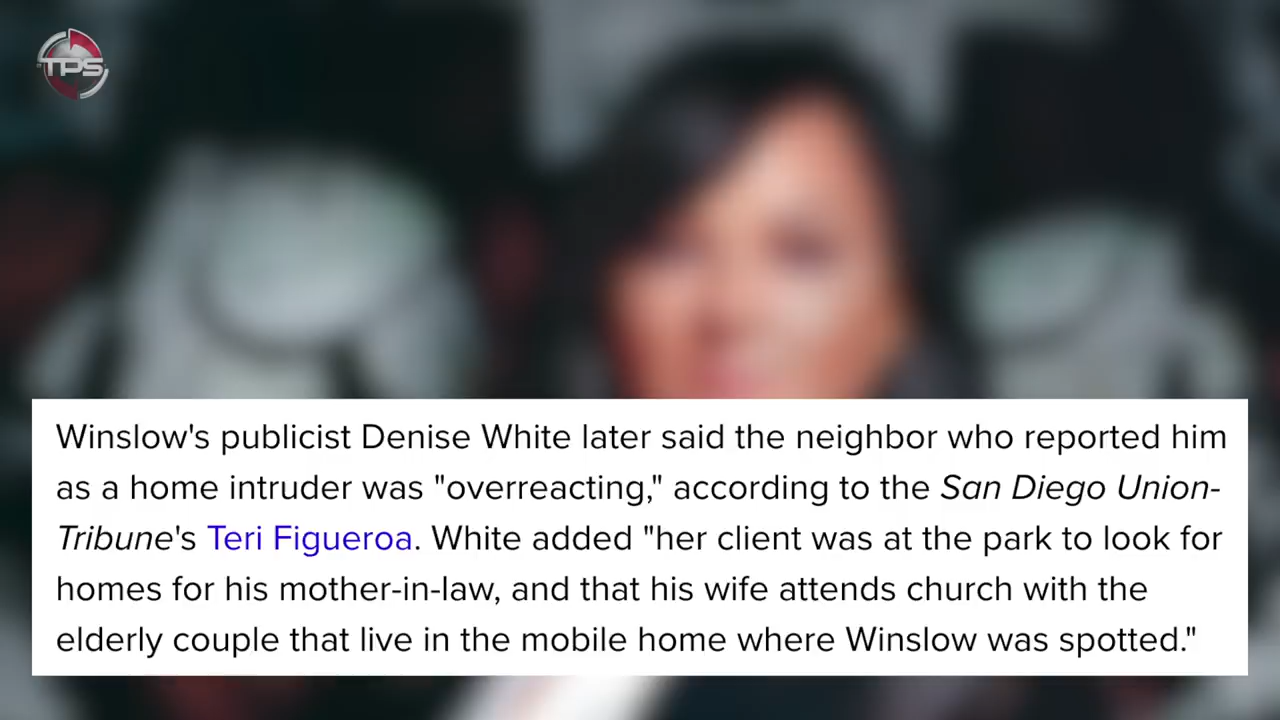 TPS
Winslow's publicist Denise White later said the neighbor who reported him
as a home intruder was "overreacting," according to the San Diego Union-
Tribune's Teri Figueroa. White added "her client was at the park to look for
homes for his mother-in-law, and that his wife attends church with the
elderly couple that live in the mobile home where Winslow was spotted."